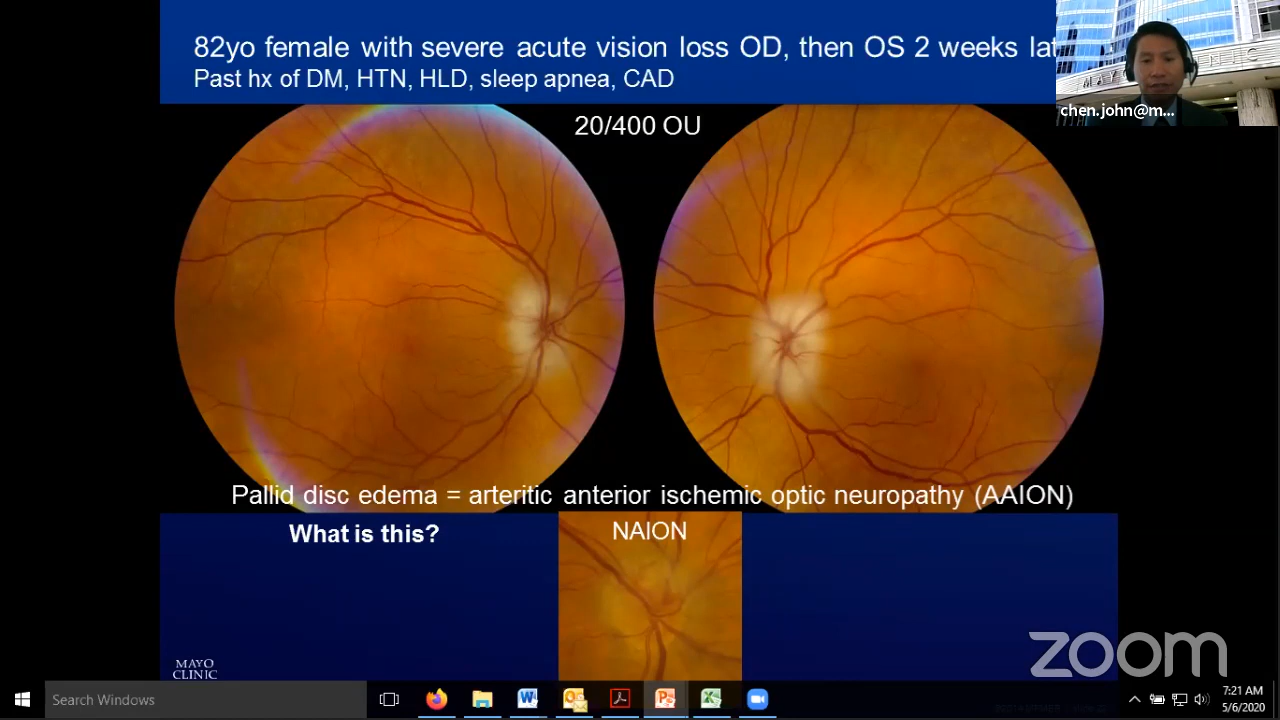 82yo female with severe acute vision loss OD, then OS 2 weeks lat
Past hx of DM, HTN, HLD, sleep apnea, CAD
chen.john@m...
20/400 OU
Pallid disc edema = arteritic anterior ischemic optic neuropathy (AAION)
What is this?
NAION
MAYO
CLINIC
zoom
Search Windows
7:21 AM
5/6/2020